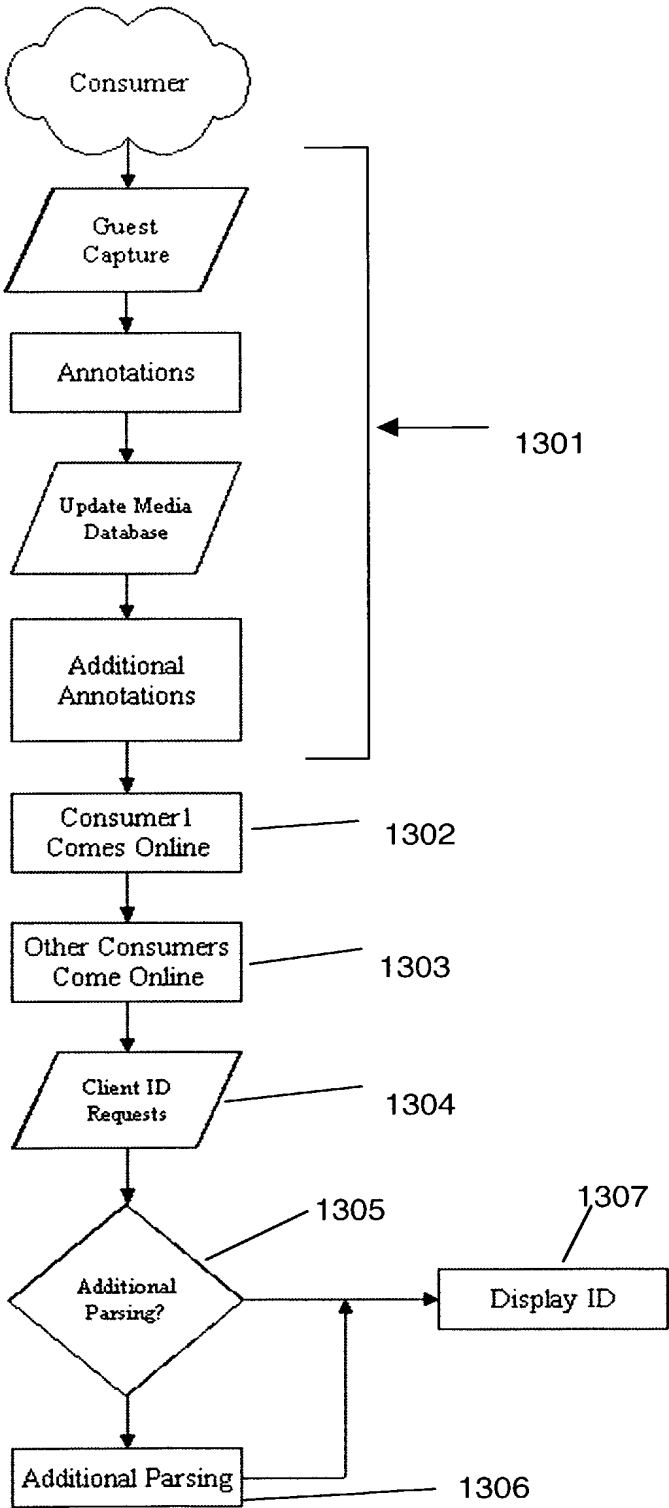 Consumer
Guest
Capture
Annotations
1301
Update Media
Database
Additional
Annotations
Consumer1
Comes Online
1302
Other Consumers
Come Online
1303
Client ID
Requests
1304
1305
1307
Additional
Parsing?
Display ID
Additional Parsing
1306